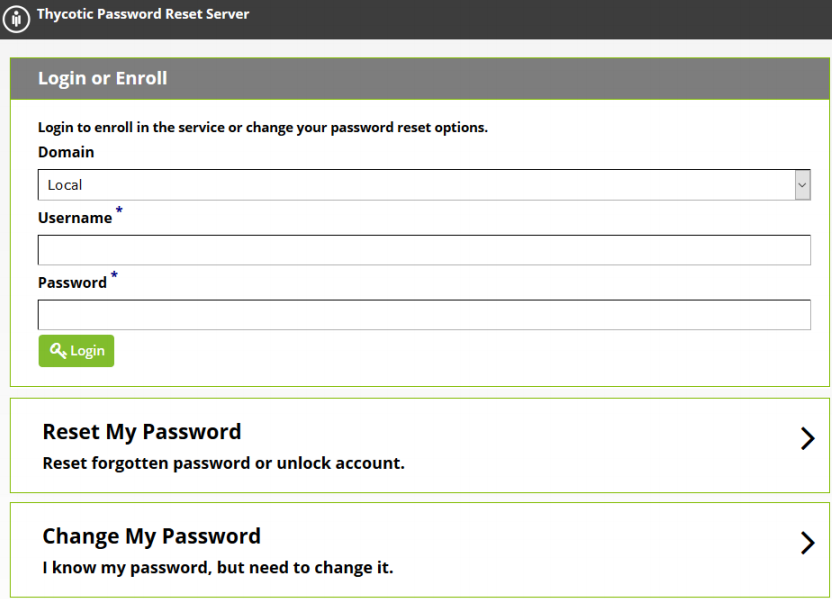 Thycotic Password Reset Server
Login or Enroll
Login to enroll in the service or change your password reset options.
Domain
Local
Username *
Password *
Login
Reset My Password
Reset forgotten password or unlock account.
Change My Password
I know my password, but need to change it.